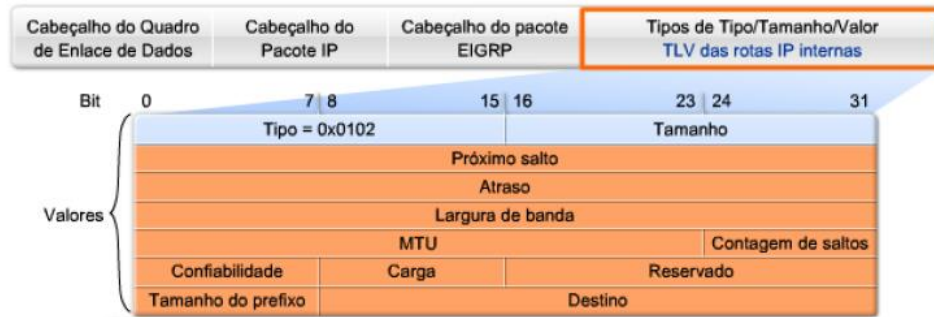 Cabeçalho do Quadro de Enlace de Dados
Cabeçalho do Pacote IP
Cabeçalho do pacote EIGRP
Tipos de Tipo/Tamanho/Valor
TLV das rotas IP internas
Bit 0 7 8 15 16 23 24 31
Tipo = 0x0102 Tamanho
Próximo salto
Atraso
Valores
Largura de banda
MTU Contagem de saltos
Confiabilidade Carga Reservado
Tamanho do prefixo Destino